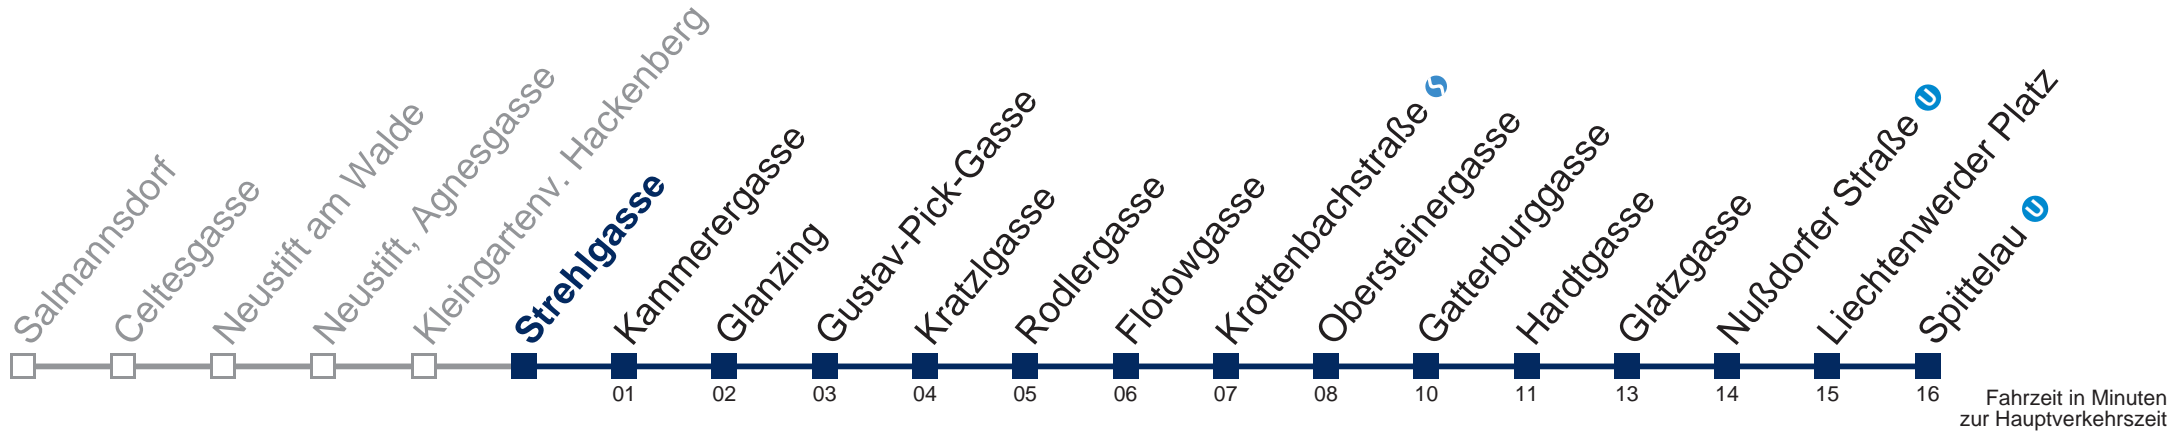 Salmannsdorf
Celtesgasse
Neustift am Walde
Neustift, Agnesgasse
Kleingartenv. Hackenberg
Strehlgasse
Kammerergasse
Glanzing
Gustav-Pick-Gasse
Kratzlgasse
Rodlergasse
Flotowgasse
Krottenbachstraße S
Obersteinergasse
Gatterburggasse
Hardtgasse
Glatzgasse
Nußdorfer Straße U
Liechtenwerder Platz
Spittelau U
01 02 03 04 05 06 07 08 10 11 13 14 15 16
Fahrzeit in Minuten
zur Hauptverkehrszeit